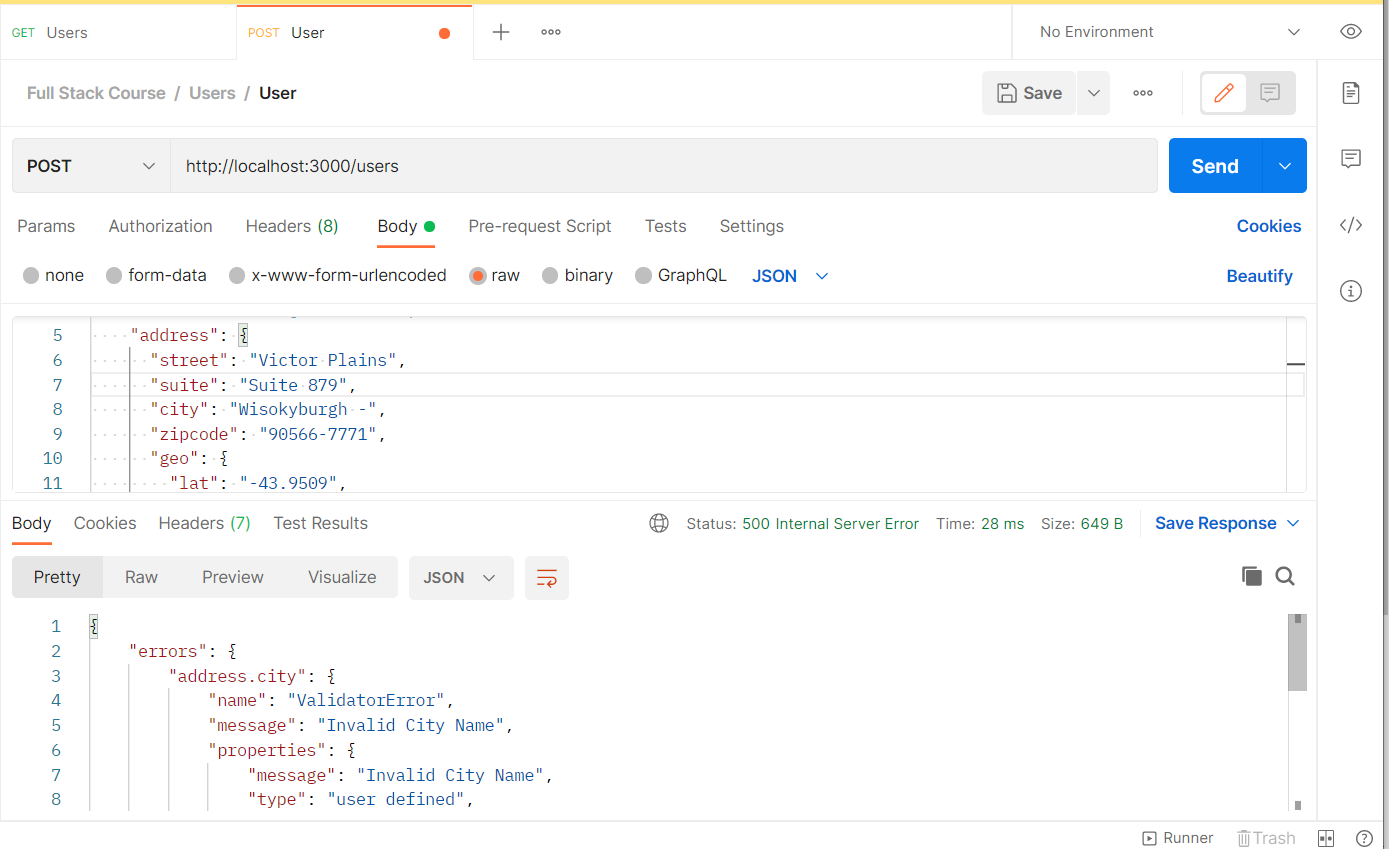 GET Users POST User No Environment
Full Stack Course / Users / User Save
POST http://localhost:3000/users Send
Params Authorization Headers (8) Body Pre-request Script Tests Settings Cookies
none form-data x-www-form-urlencoded raw binary GraphQL JSON Beautify
5 "address": {
6 "street": "Victor Plains",
7 "suite": "Suite 879",
8 "city": "Wisokyburgh -",
9 "zipcode": "90566-7771",
10 "geo": {
11 "lat": "-43.9509",
Body Cookies Headers (7) Test Results Status: 500 Internal Server Error Time: 28 ms Size: 649 B Save Response
Pretty Raw Preview Visualize JSON
1 {
2 "errors": {
3 "address.city": {
4 "name": "ValidatorError",
5 "message": "Invalid City Name",
6 "properties": {
7 "message": "Invalid City Name",
8 "type": "user defined",
Runner Trash